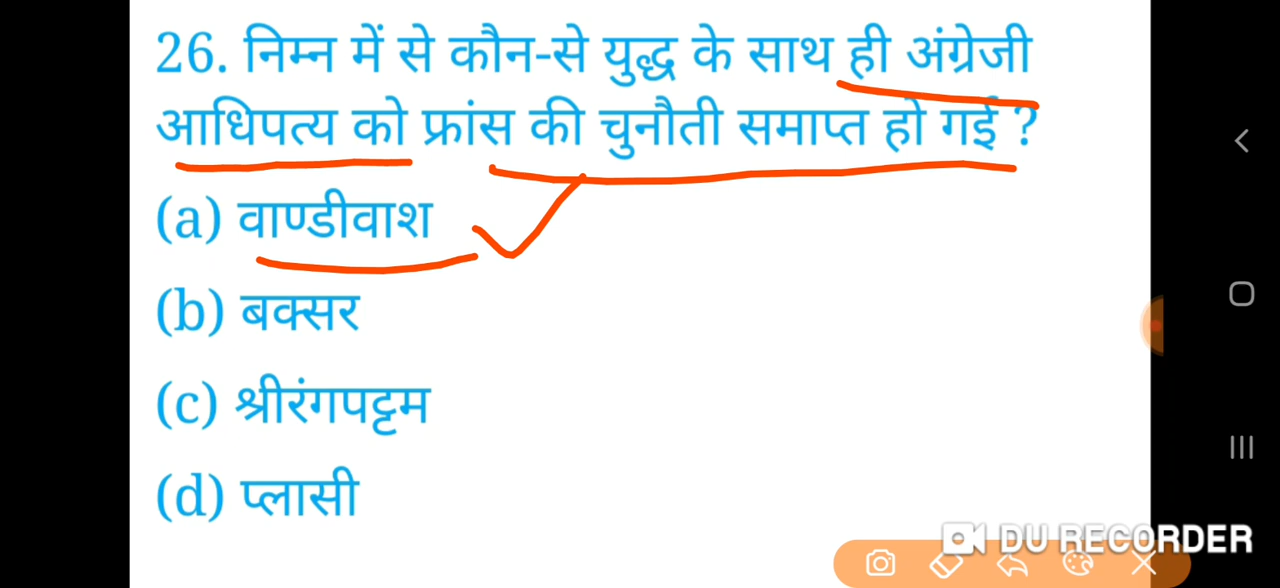 26. निम्न में से कौन-से युद्ध के साथ ही अंग्रेजी
आधिपत्य को फ्रांस की चुनौती समाप्त हो गई ?
(a) वाण्डीवाश
(b) बक्सर
(c) श्रीरंगपट्टम
(d) प्लासी
DU RECORDER